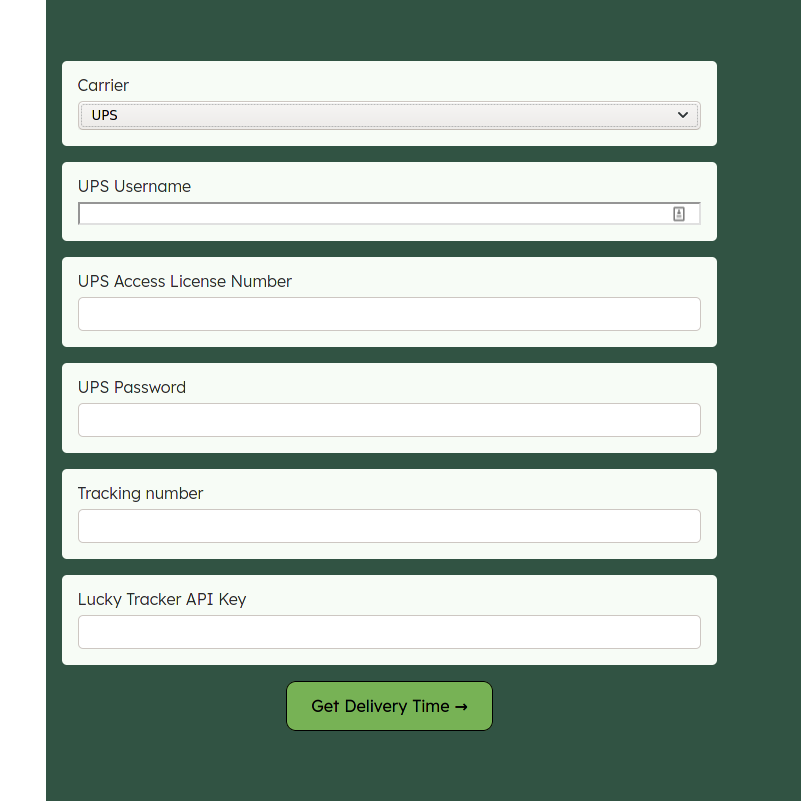 Carrier
UPS
UPS Username
UPS Access License Number
UPS Password
Tracking number
Lucky Tracker API Key
Get Delivery Time →